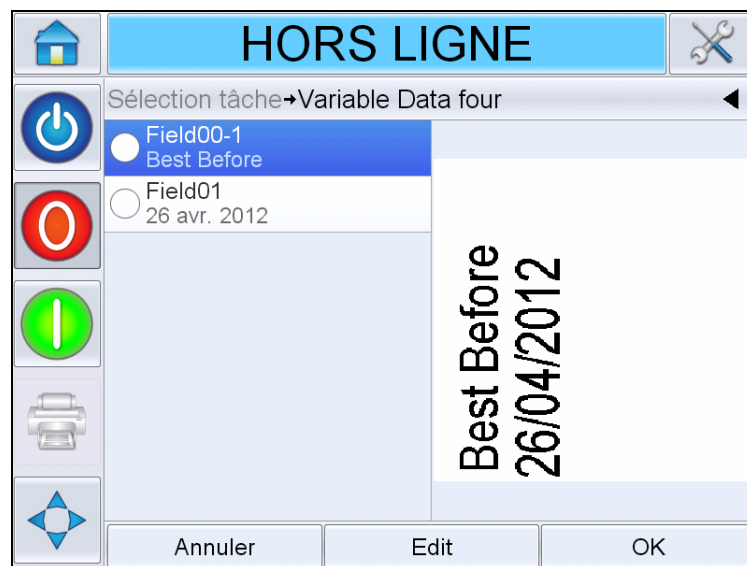 HORS LIGNE
Sélection tâche→Variable Data four
Field00-1
Best Before
Field01
26 avr. 2012
Best Before
26/04/2012
Annuler
Edit
OK